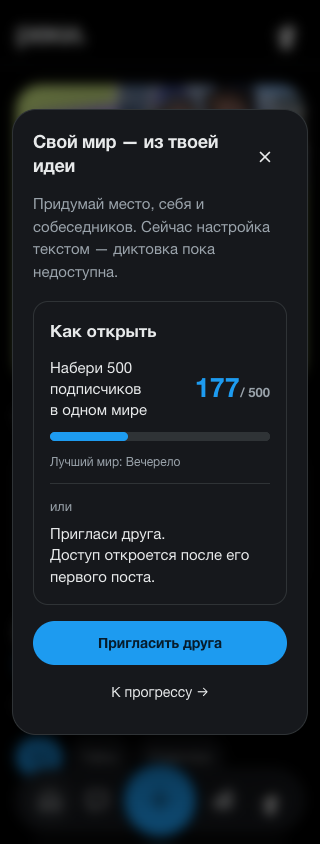 Свой мир — из твоей
идеи
Придумай место, себя и
собеседников. Сейчас настройка
текстом — диктовка пока
недоступна.
Как открыть
Набери 500
подписчиков
в одном мире
177 / 500
Лучший мир: Вечерело
или
Пригласи друга.
Доступ откроется после его
первого поста.
Пригласить друга
К прогрессу →